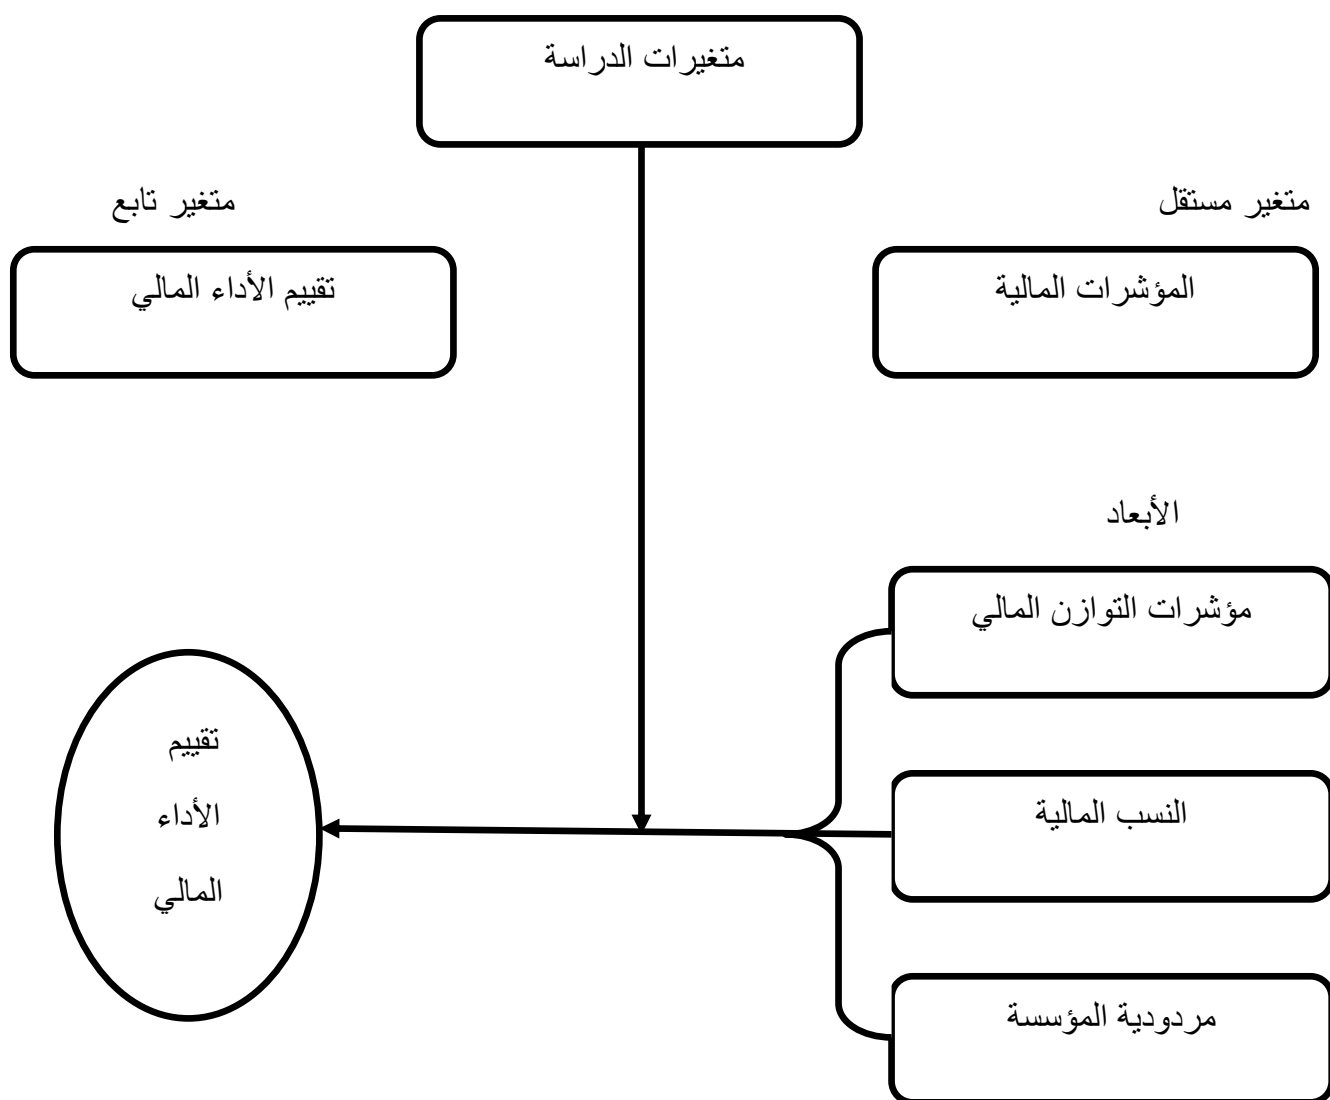 متغيرات الدراسة
متغير مستقل
متغير تابع
المؤشرات المالية
تقييم الأداء المالي
الأبعاد
مؤشرات التوازن المالي
النسب المالية
مردودية المؤسسة
تقييم
الأداء
المالي